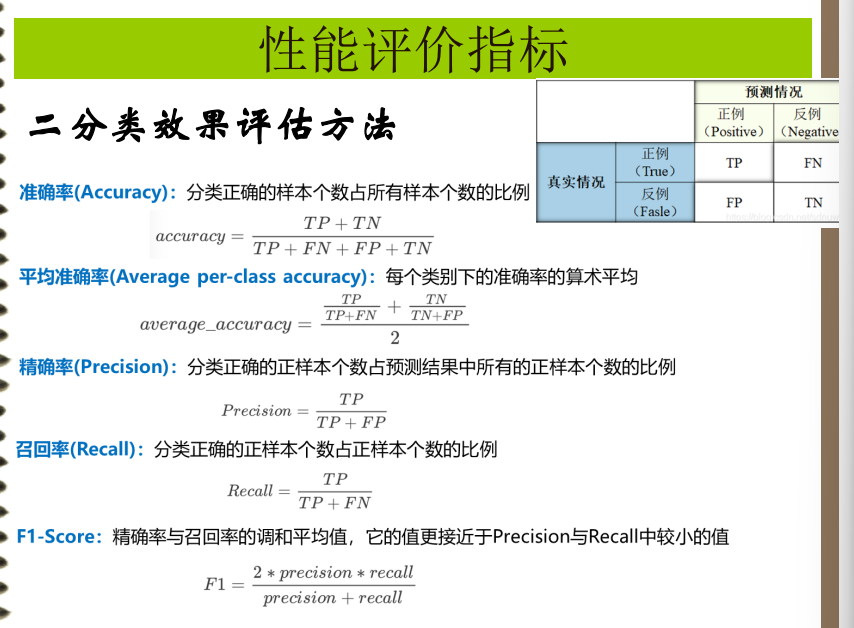 性能评价指标
二分类效果评估方法
预测情况
正例 (Positive) 反例 (Negative
真实情况 正例 (True) TP FN
反例 (Fasle) FP TN
准确率(Accuracy)：分类正确的样本个数占所有样本个数的比例
accuracy = \frac{TP + TN}{TP + FN + FP + TN}
平均准确率(Average per-class accuracy)：每个类别下的准确率的算术平均
average_accuracy = \frac{\frac{TP}{TP+FN} + \frac{TN}{TN+FP}}{2}
精确率(Precision)：分类正确的正样本个数占预测结果中所有的正样本个数的比例
Precision = \frac{TP}{TP + FP}
召回率(Recall)：分类正确的正样本个数占正样本个数的比例
Recall = \frac{TP}{TP + FN}
F1-Score：精确率与召回率的调和平均值，它的值更接近于Precision与Recall中较小的值
F1 = \frac{2 * precision * recall}{precision + recall}